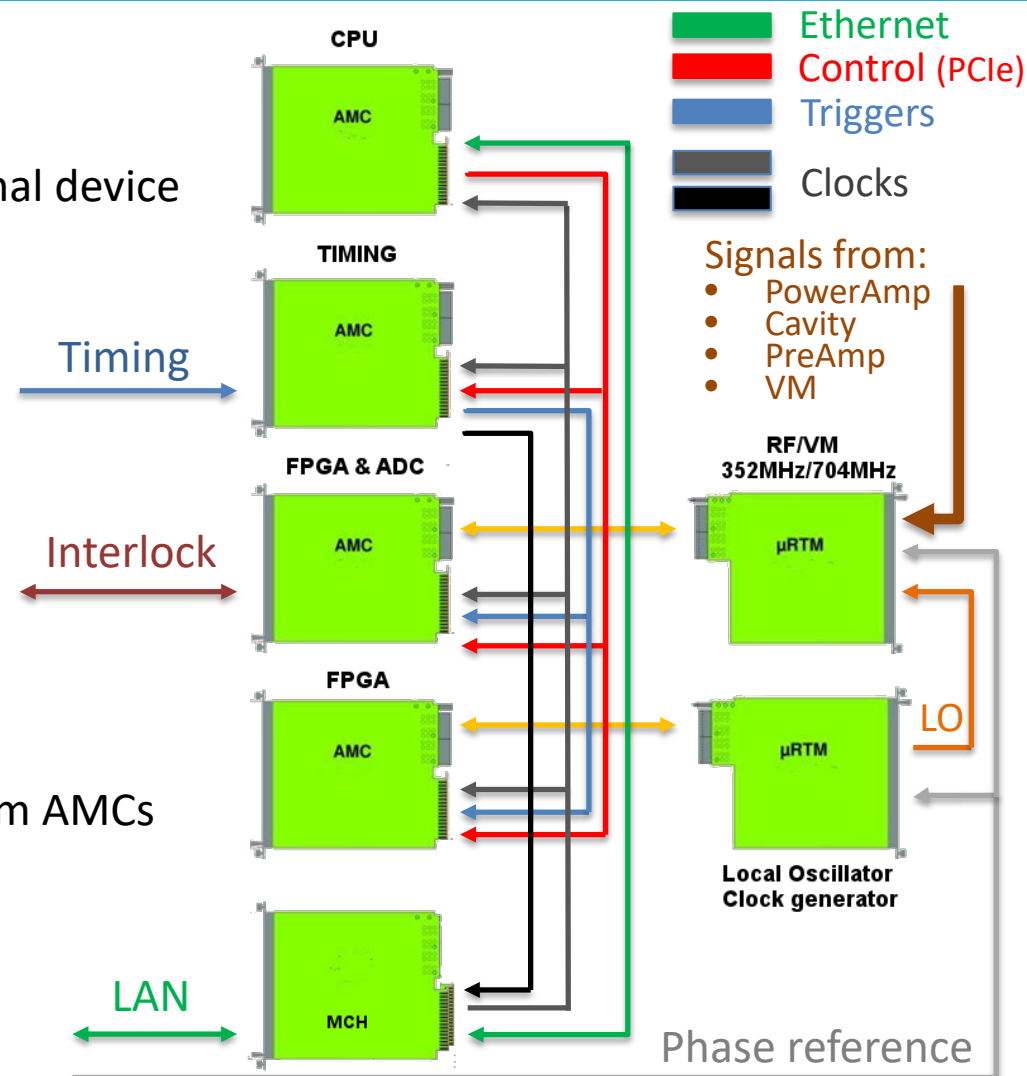 CPU
AMC
Ethernet
Control (PCIe)
Triggers
Clocks
nal device
TIMING
AMC
Timing
Signals from:
• PowerAmp
• Cavity
• PreAmp
• VM
FPGA & ADC
AMC
Interlock
RF/VM
352MHz/704MHz
µRTM
FPGA
AMC
LO
µRTM
m AMCs
Local Oscillator
Clock generator
LAN
MCH
Phase reference